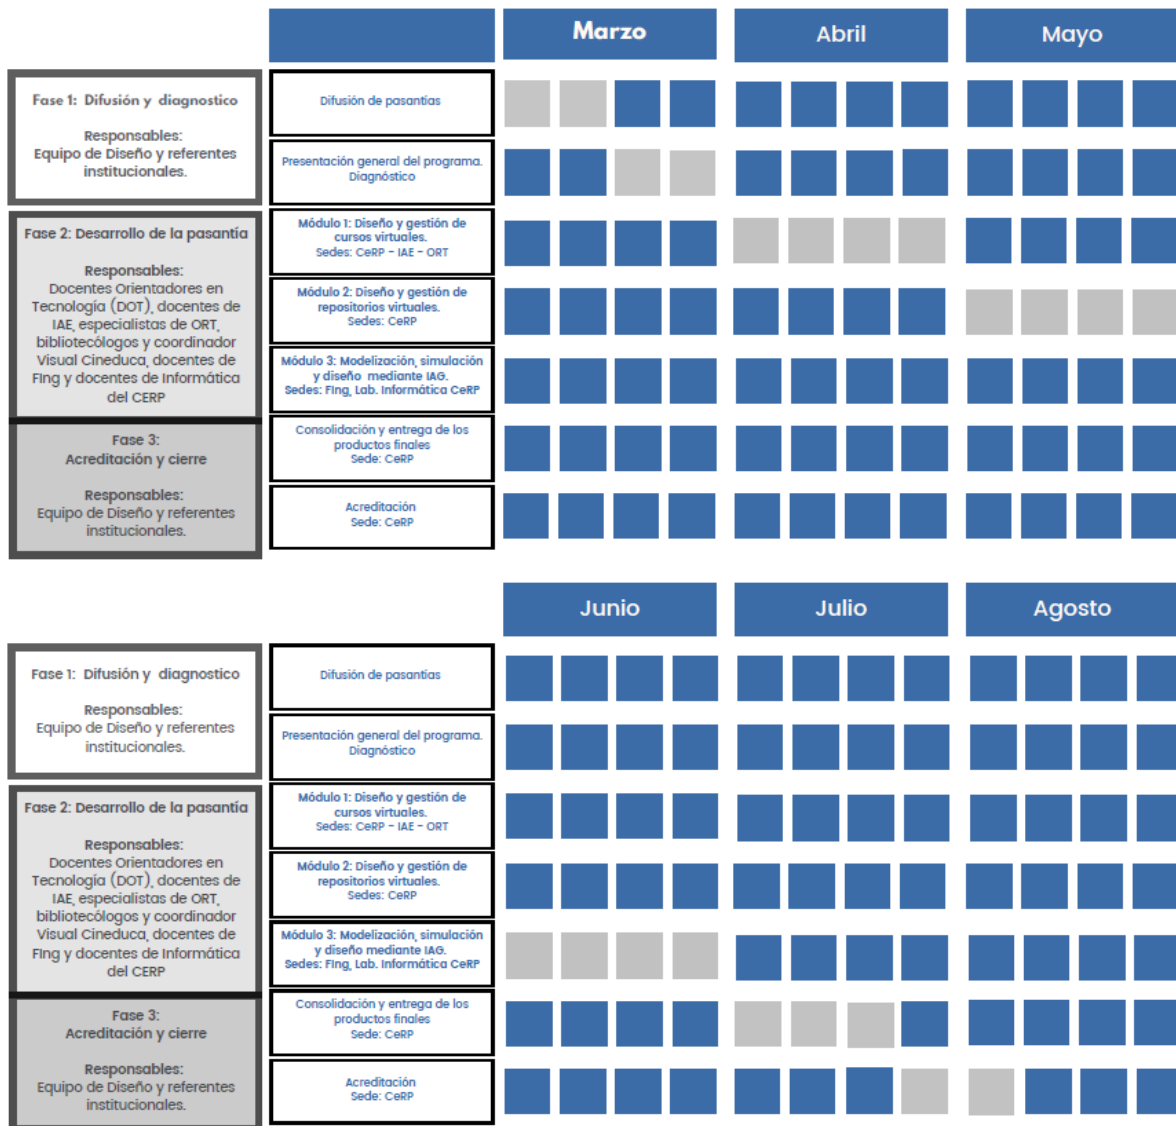 Marzo
Abril
Mayo
Fase 1: Difusión y diagnostico
Responsables:
Equipo de Diseño y referentes
institucionales.
Difusión de pasantías
Presentación general del programa.
Diagnóstico
Fase 2: Desarrollo de la pasantía
Responsables:
Docentes Orientadores en
Tecnología (DOT), docentes de
IAE, especialistas de ORT,
bibliotecólogos y coordinador
Visual Cineduca, docentes de
FIng y docentes de Informática
del CERP
Módulo 1: Diseño y gestión de
cursos virtuales.
Sedes: CeRP - IAE - ORT
Módulo 2: Diseño y gestión de
repositorios virtuales.
Sedes: CeRP
Módulo 3: Modelización, simulación
y diseño mediante IAG.
Sedes: FIng, Lab. Informática CeRP
Fase 3:
Acreditación y cierre
Responsables:
Equipo de Diseño y referentes
institucionales.
Consolidación y entrega de los
productos finales
Sede: CeRP
Acreditación
Sede: CeRP
Junio
Julio
Agosto
Fase 1: Difusión y diagnostico
Responsables:
Equipo de Diseño y referentes
institucionales.
Difusión de pasantías
Presentación general del programa.
Diagnóstico
Fase 2: Desarrollo de la pasantía
Responsables:
Docentes Orientadores en
Tecnología (DOT), docentes de
IAE, especialistas de ORT,
bibliotecólogos y coordinador
Visual Cineduca, docentes de
FIng y docentes de Informática
del CERP
Módulo 1: Diseño y gestión de
cursos virtuales.
Sedes: CeRP - IAE - ORT
Módulo 2: Diseño y gestión de
repositorios virtuales.
Sedes: CeRP
Módulo 3: Modelización, simulación
y diseño mediante IAG.
Sedes: FIng, Lab. Informática CeRP
Fase 3:
Acreditación y cierre
Responsables:
Equipo de Diseño y referentes
institucionales.
Consolidación y entrega de los
productos finales
Sede: CeRP
Acreditación
Sede: CeRP